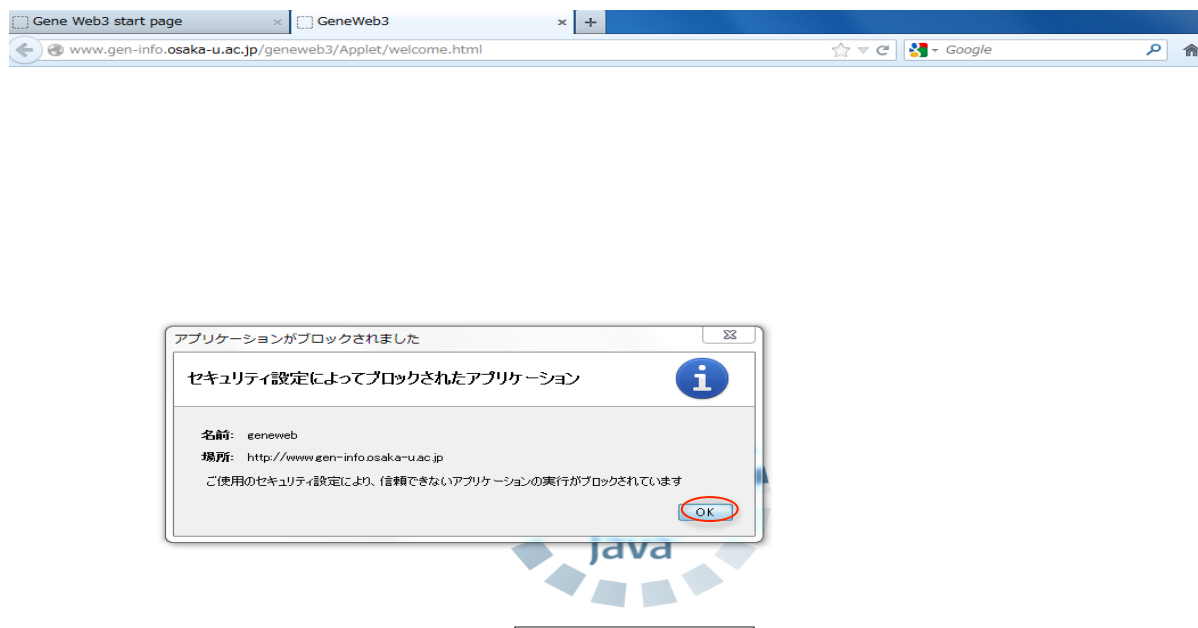 Gene Web3 start page
GeneWeb3
www.gen-info.osaka-u.ac.jp/geneweb3/Applet/welcome.html
Google
アプリケーションがブロックされました
セキュリティ設定によってブロックされたアプリケーション
名前: geneweb
場所: http://www.gen-info.osaka-u.ac.jp
ご使用のセキュリティ設定により、信頼できないアプリケーションの実行がブロックされています
OK
java